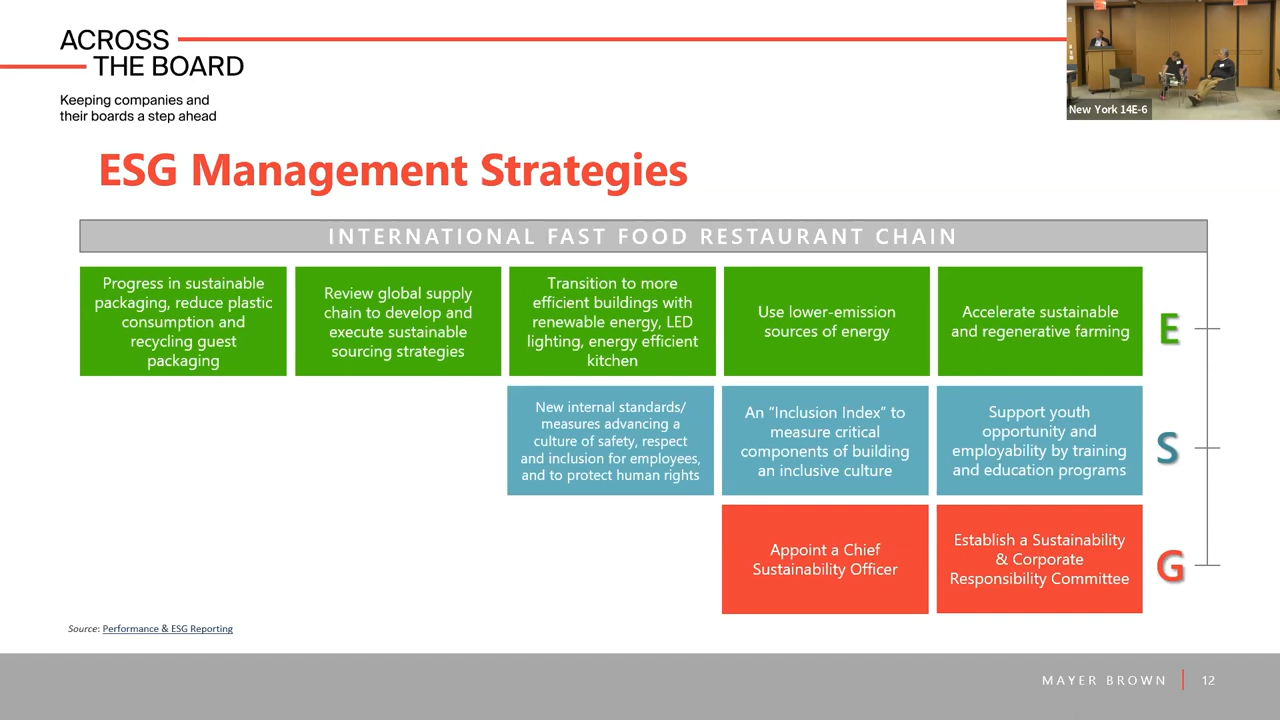 ACROSS
THE BOARD
Keeping companies and
their boards a step ahead
New York 14E-6
ESG Management Strategies
INTERNATIONAL FAST FOOD RESTAURANT CHAIN
Progress in sustainable
packaging, reduce plastic
consumption and
recycling guest
packaging
Review global supply
chain to develop and
execute sustainable
sourcing strategies
Transition to more
efficient buildings with
renewable energy, LED
lighting, energy efficient
kitchen
Use lower-emission
sources of energy
Accelerate sustainable
and regenerative farming
E
New internal standards/
measures advancing a
culture of safety, respect
and inclusion for employees,
and to protect human rights
An “Inclusion Index” to
measure critical
components of building
an inclusive culture
Support youth
opportunity and
employability by training
and education programs
S
Appoint a Chief
Sustainability Officer
Establish a Sustainability
& Corporate
Responsibility Committee
G
Source: Performance & ESG Reporting
MAYER BROWN
12